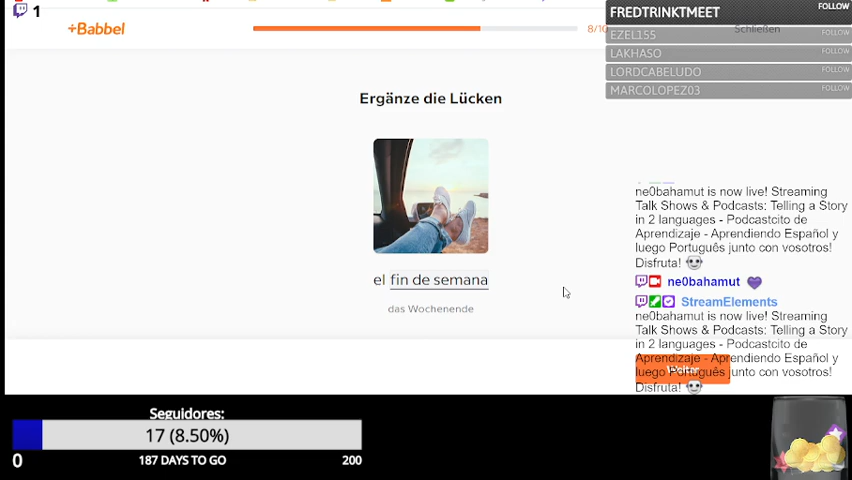 1
+Babbel
8/10
Schließen
FREDTRINKTMEET
FOLLOW
EZEL155
FOLLOW
LAKHASO
FOLLOW
LORDCABELUDO
FOLLOW
MARCOLOPEZ03
FOLLOW
Ergänze die Lücken
el fin de semana
das Wochenende
ne0bahamut is now live! Streaming
Talk Shows & Podcasts: Telling a Story
in 2 languages - Podcastcito de
Aprendizaje - Aprendiendo Español y
luego Português junto con vosotros!
Disfruta!
ne0bahamut
StreamElements
ne0bahamut is now live! Streaming
Talk Shows & Podcasts: Telling a Story
in 2 languages - Podcastcito de
Aprendizaje - Aprendiendo Español y
luego Português junto con vosotros!
Disfruta!
Weiter
Seguidores:
17 (8.50%)
0
187 DAYS TO GO
200